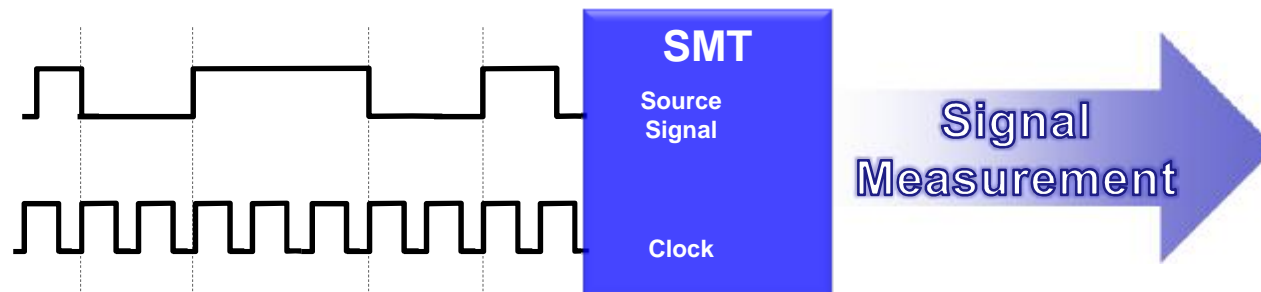 SMT
Source
Signal
Clock
Signal
Measurement